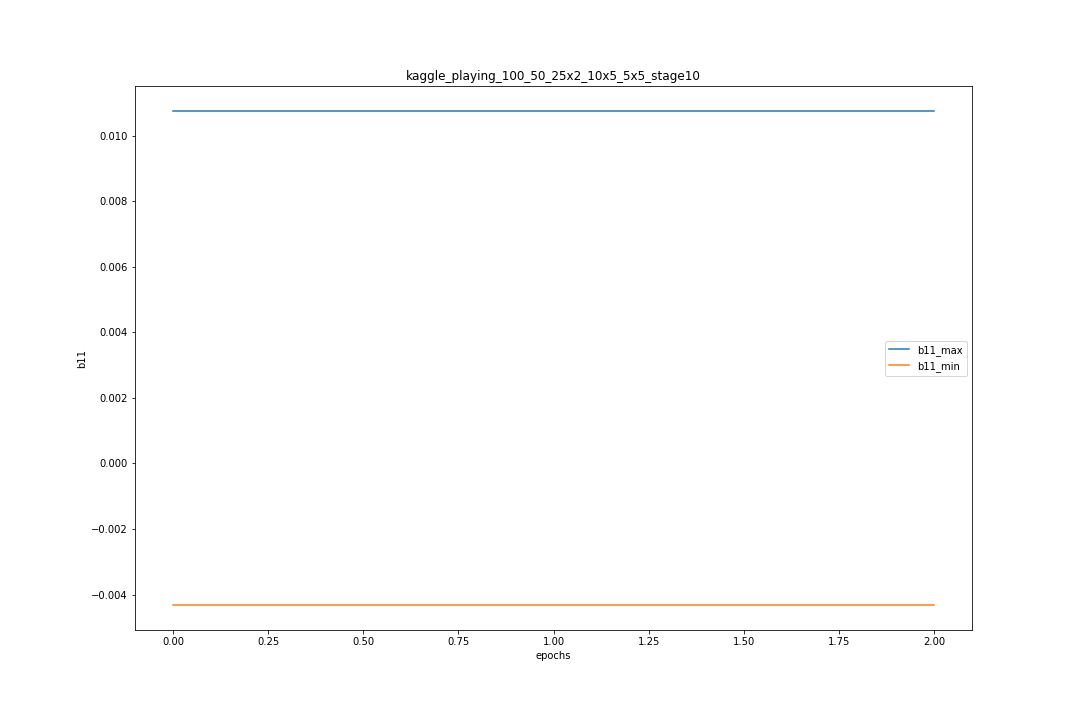 kaggle_playing_100_50_25x2_10x5_5x5_stage10
0.010
0.008
0.006
0.004
0.002
0.000
−0.002
−0.004
b11
b11_max
b11_min
0.00 0.25 0.50 0.75 1.00 1.25 1.50 1.75 2.00
epochs